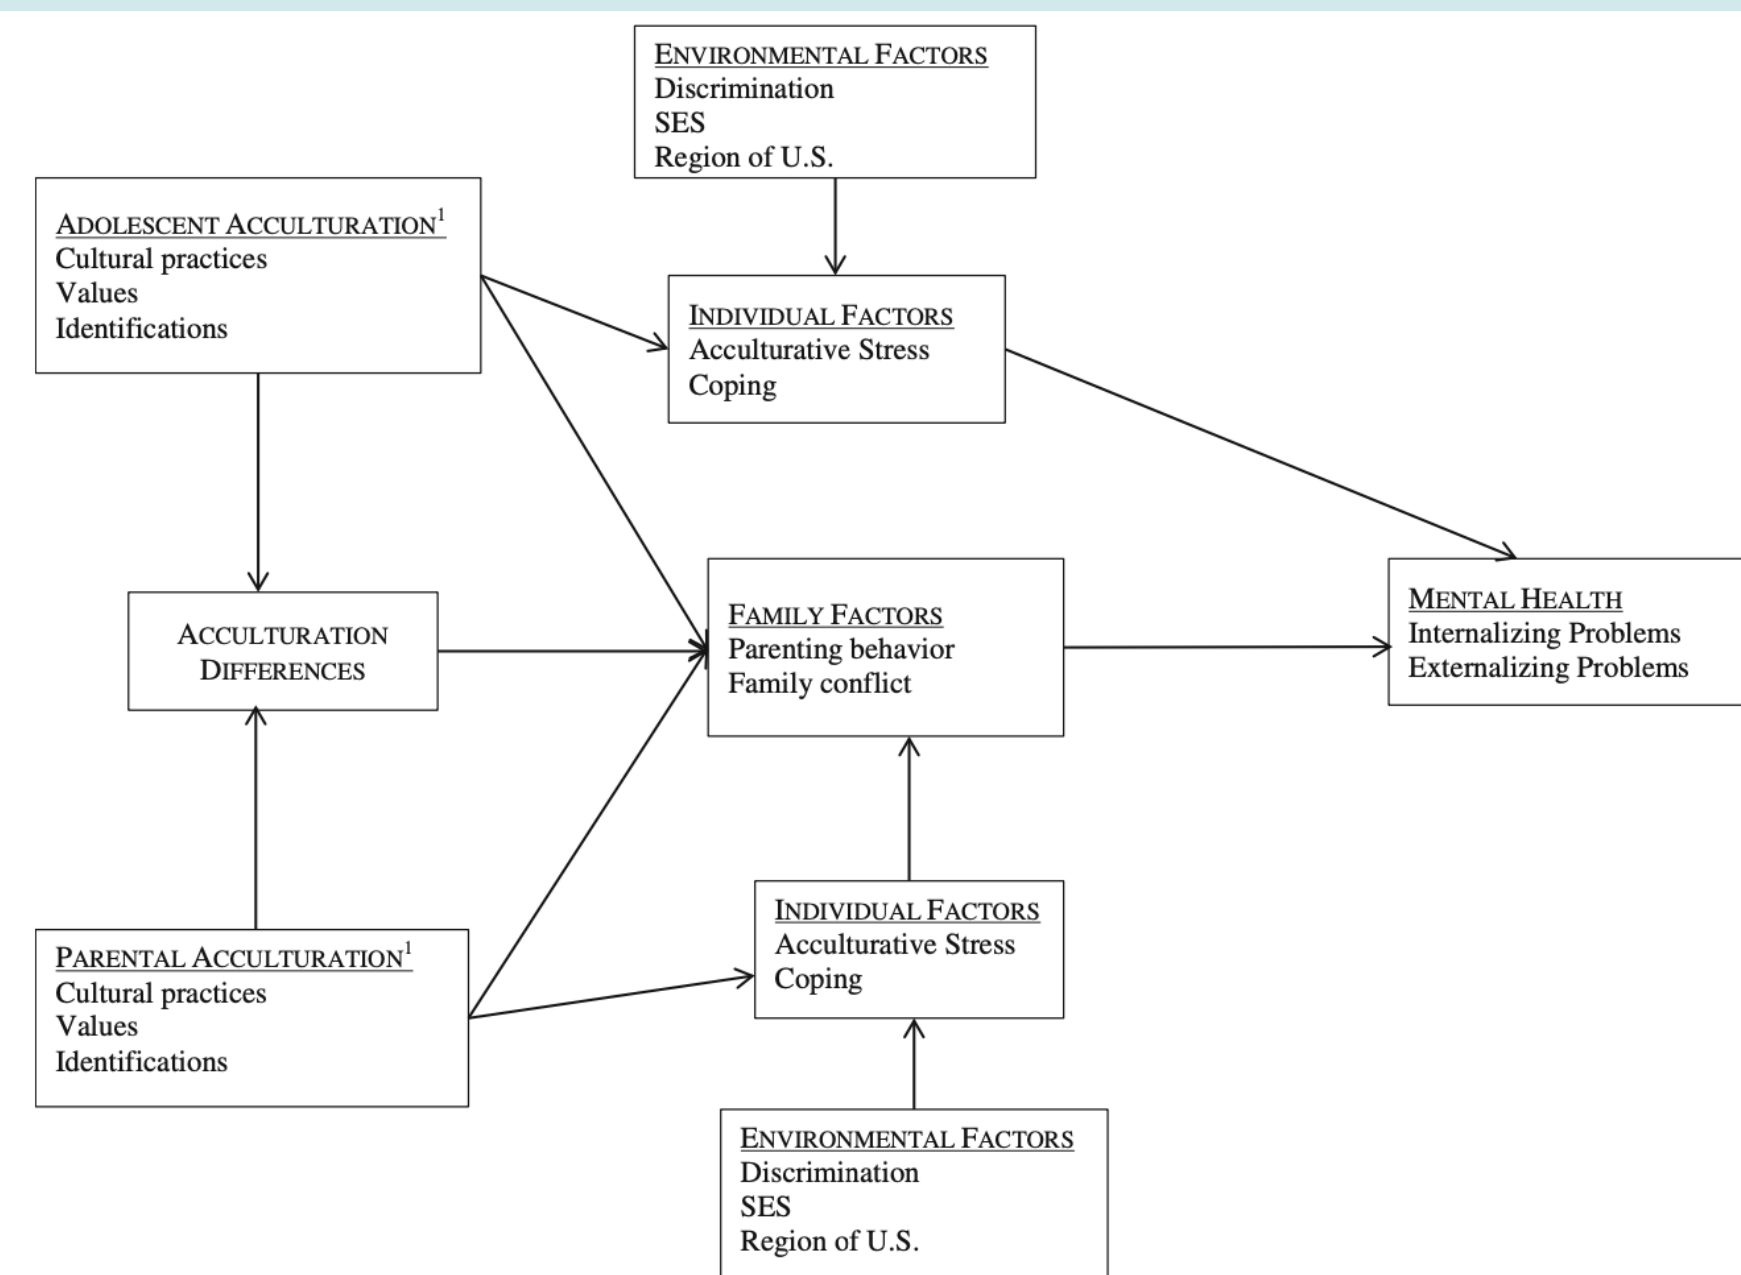 ENVIRONMENTAL FACTORS
Discrimination
SES
Region of U.S.
ADOLESCENT ACCULTURATION¹
Cultural practices
Values
Identifications
INDIVIDUAL FACTORS
Acculturative Stress
Coping
ACCULTURATION
DIFFERENCES
FAMILY FACTORS
Parenting behavior
Family conflict
MENTAL HEALTH
Internalizing Problems
Externalizing Problems
PARENTAL ACCULTURATION¹
Cultural practices
Values
Identifications
INDIVIDUAL FACTORS
Acculturative Stress
Coping
ENVIRONMENTAL FACTORS
Discrimination
SES
Region of U.S.